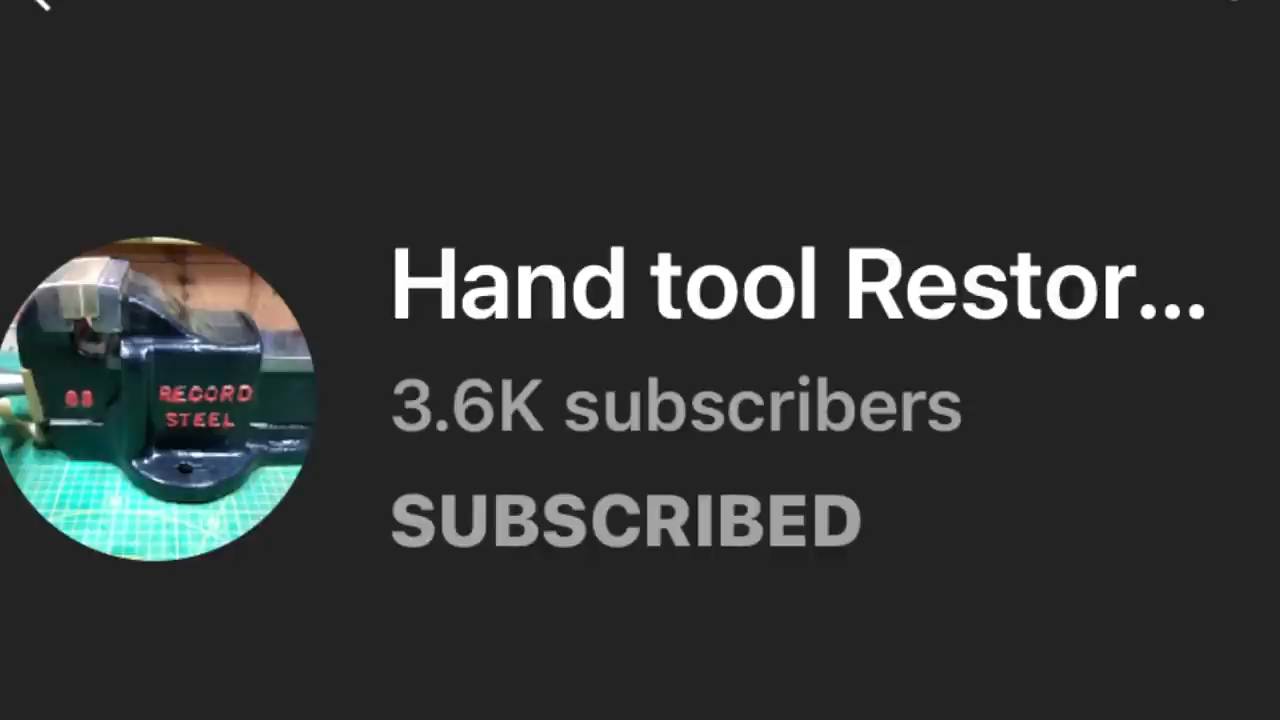 Hand tool Restor...
3.6K subscribers
SUBSCRIBED
RECORD
STEEL